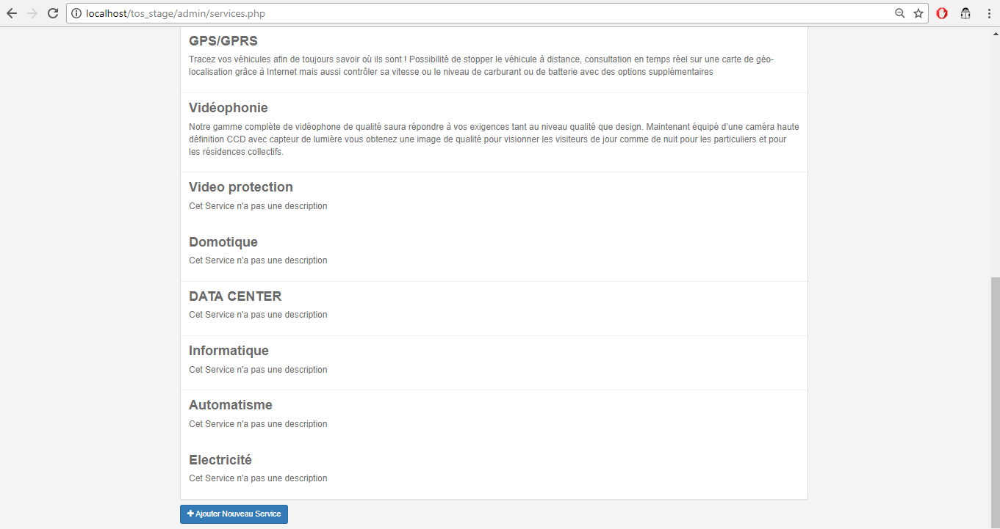 localhost/tos_stage/admin/services.php
GPS/GPRS
Tracez vos véhicules afin de toujours savoir où ils sont ! Possibilité de stopper le véhicule à distance, consultation en temps réel sur une carte de géo-
localisation grâce à Internet mais aussi contrôler sa vitesse ou le niveau de carburant ou de batterie avec des options supplémentaires
Vidéophonie
Notre gamme complète de vidéophone de qualité saura répondre à vos exigences tant au niveau qualité que design. Maintenant équipé d’une caméra haute
définition CCD avec capteur de lumière vous obtenez une image de qualité pour visionner les visiteurs de jour comme de nuit pour les particuliers et pour
les résidences collectifs.
Video protection
Cet Service n'a pas une description
Domotique
Cet Service n'a pas une description
DATA CENTER
Cet Service n'a pas une description
Informatique
Cet Service n'a pas une description
Automatisme
Cet Service n'a pas une description
Electricité
Cet Service n'a pas une description
Ajouter Nouveau Service